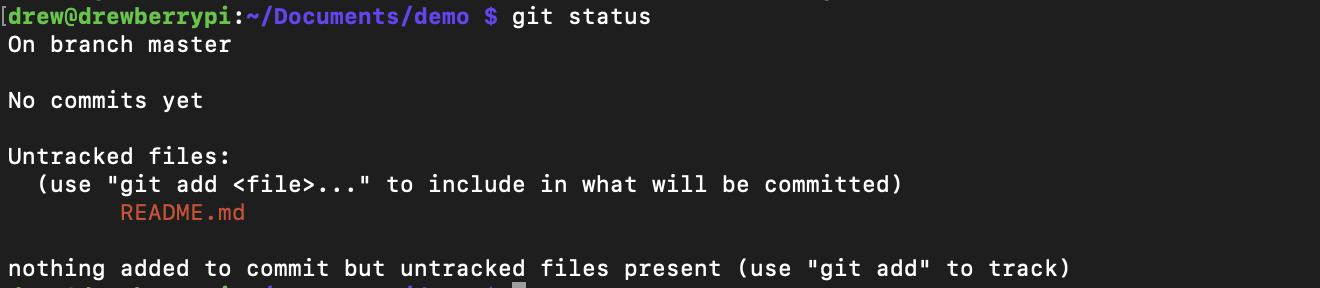 [drew@drewberrypi:~/Documents/demo $ git status
On branch master
No commits yet
Untracked files:
(use "git add <file>..." to include in what will be committed)
README.md
nothing added to commit but untracked files present (use "git add" to track)